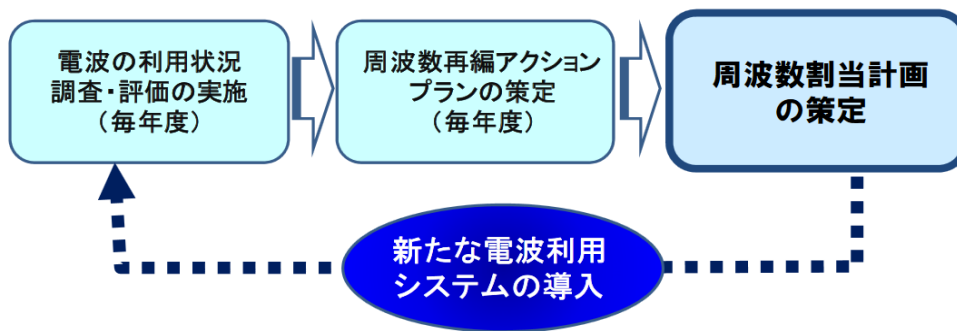 電波の利用状況
調査・評価の実施
（毎年度）
周波数再編アクション
プランの策定
（毎年度）
周波数割当計画
の策定
新たな電波利用
システムの導入